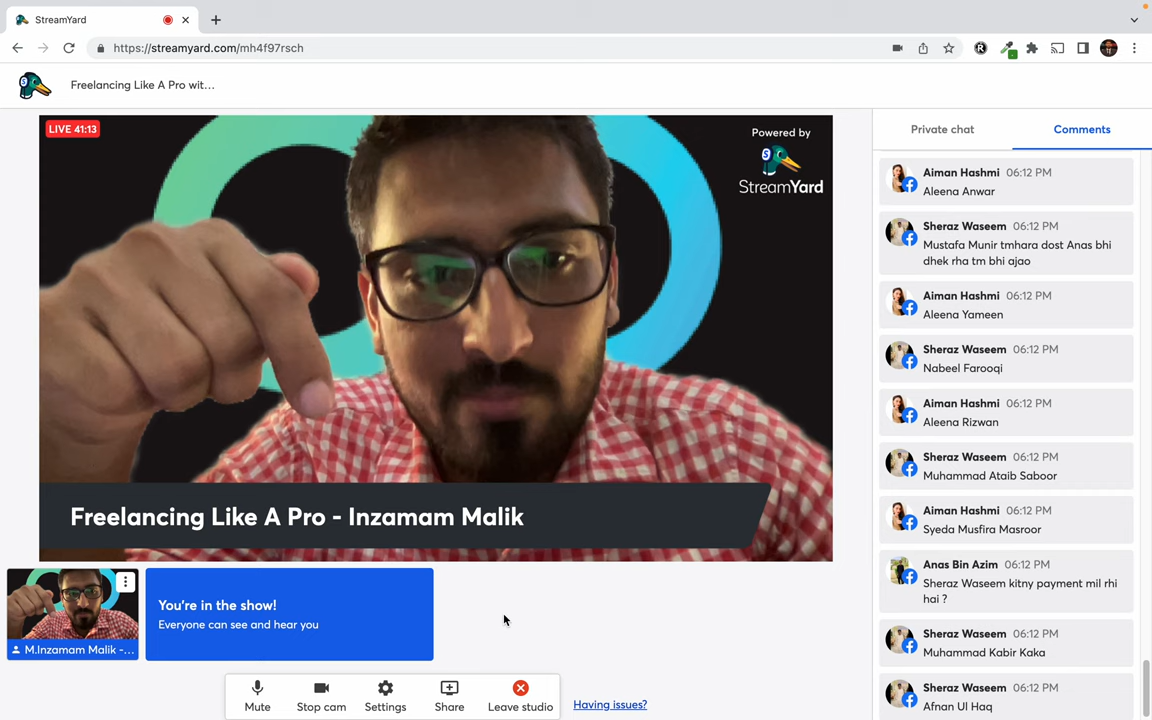 StreamYard
https://streamyard.com/mh4f97rsch
Freelancing Like A Pro wit...
LIVE 41:13
Powered by
StreamYard
Freelancing Like A Pro - Inzamam Malik
M.Inzamam Malik -...
You're in the show!
Everyone can see and hear you
Mute
Stop cam
Settings
Share
Leave studio
Having issues?
Private chat
Comments
Aiman Hashmi 06:12 PM
Aleena Anwar
Sheraz Waseem 06:12 PM
Mustafa Munir tmhara dost Anas bhi
dhek rha tm bhi ajao
Aiman Hashmi 06:12 PM
Aleena Yameen
Sheraz Waseem 06:12 PM
Nabeel Farooqi
Aiman Hashmi 06:12 PM
Aleena Rizwan
Sheraz Waseem 06:12 PM
Muhammad Ataib Saboor
Aiman Hashmi 06:12 PM
Syeda Musfira Masroor
Anas Bin Azim 06:12 PM
Sheraz Waseem kitny payment mil rhi
hai ?
Sheraz Waseem 06:12 PM
Muhammad Kabir Kaka
Sheraz Waseem 06:12 PM
Afnan Ul Haq